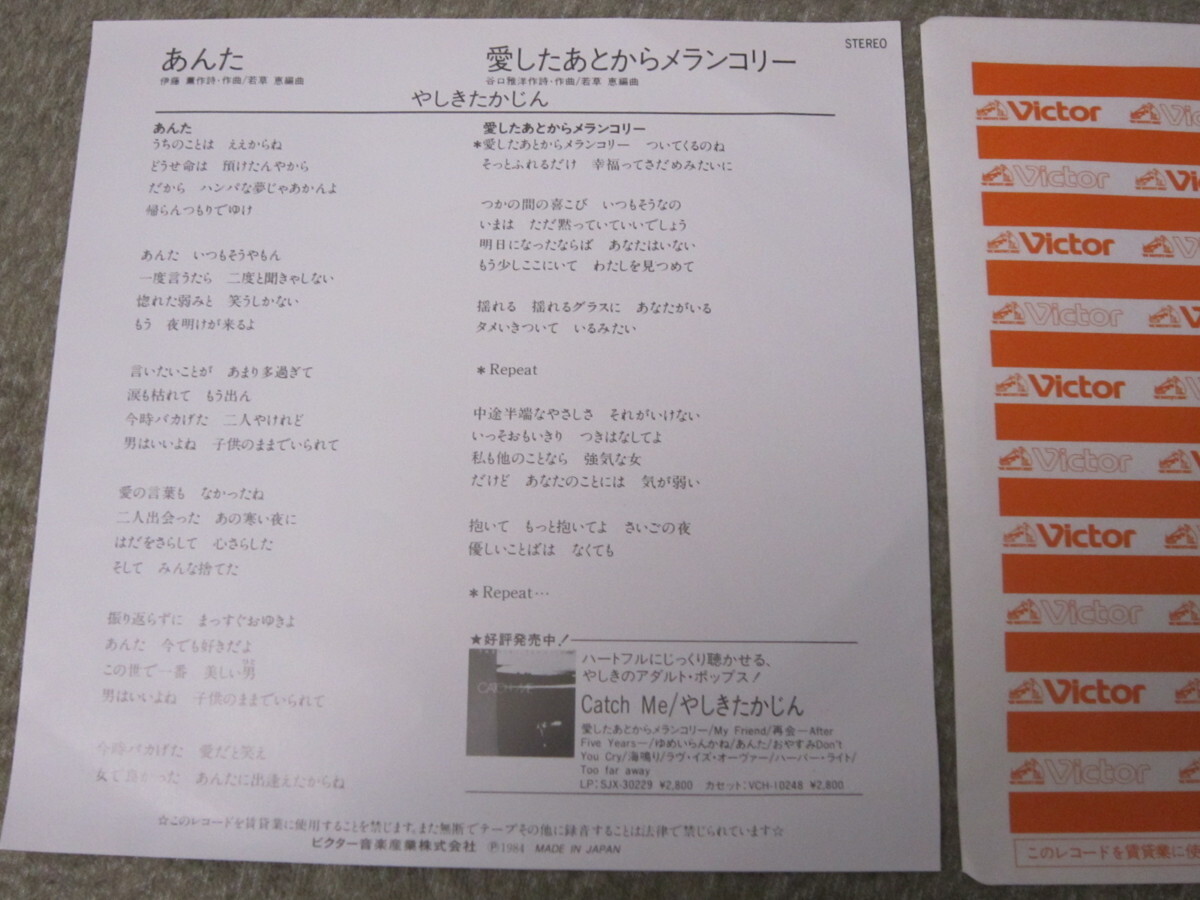 STEREO
あんた
伊藤 薫作詩・作曲/若草 恵編曲
愛したあとからメランコリー
谷口雅洋作詩・作曲/若草 恵編曲
やしきたかじん
あんた
うちのことは ええからね
どうせ命は 預けたんやから
だから ハンパな夢じゃあかんよ
帰らんつもりでゆけ
あんた いつもそうやもん
一度言うたら 二度と聞きゃしない
惚れた弱みと 笑うしかない
もう 夜明けが来るよ
言いたいことが あまり多過ぎて
涙も枯れて もう出ん
今時バカげた 二人やけれど
男はいいよね 子供のままでいられて
愛の言葉も なかったね
二人出会った あの寒い夜に
はだをさらして 心さらした
そして みんな捨てた
振り返らずに まっすぐおゆきよ
あんた 今でも好きだよ
この世で一番 美しい男
男はいいよね 子供のままでいられて
今時バカげた 愛だと笑え
女で良かった あんたに出逢えたからね
愛したあとからメランコリー
*愛したあとからメランコリー ついてくるのね
そっとふれるだけ 幸福ってさだめみたいに
つかの間の喜こび いつもそうなの
いまは ただ黙っていていいでしょう
明日になったならば あなたはいない
もう少しここにいて わたしを見つめて
揺れる 揺れるグラスに あなたがいる
タメいきついて いるみたい
*Repeat
中途半端なやさしさ それがいけない
いっそおもいきり つきはなしてよ
私も他のことなら 強気な女
だけど あなたのことには 気が弱い
抱いて もっと抱いてよ さいごの夜
優しいことばは なくても
*Repeat…
★好評発売中!
ハートフルにじっくり聴かせる、
やしきのアダルト・ポップス!
Catch Me/やしきたかじん
愛したあとからメランコリー/My Friend/再会—After
Five Years—/ゆめいらんかね/あんた/おやすみDon't
You Cry/海鳴り/ラヴ・イズ・オーヴァー/ハーバー・ライト/
Too far away
LP:SJX-30229 ¥2,800 カセット:VCH-10248 ¥2,800
☆このレコードを賃貸業に使用することを禁じます。また無断でテープその他に録音することは法律で禁じられています☆
ビクター音楽産業株式会社 Ⓟ1984 MADE IN JAPAN
Victor
Victor
Victor
Victor
Victor
Victor
Victor
Victor
Victor
Victor
このレコードを賃貸業に使